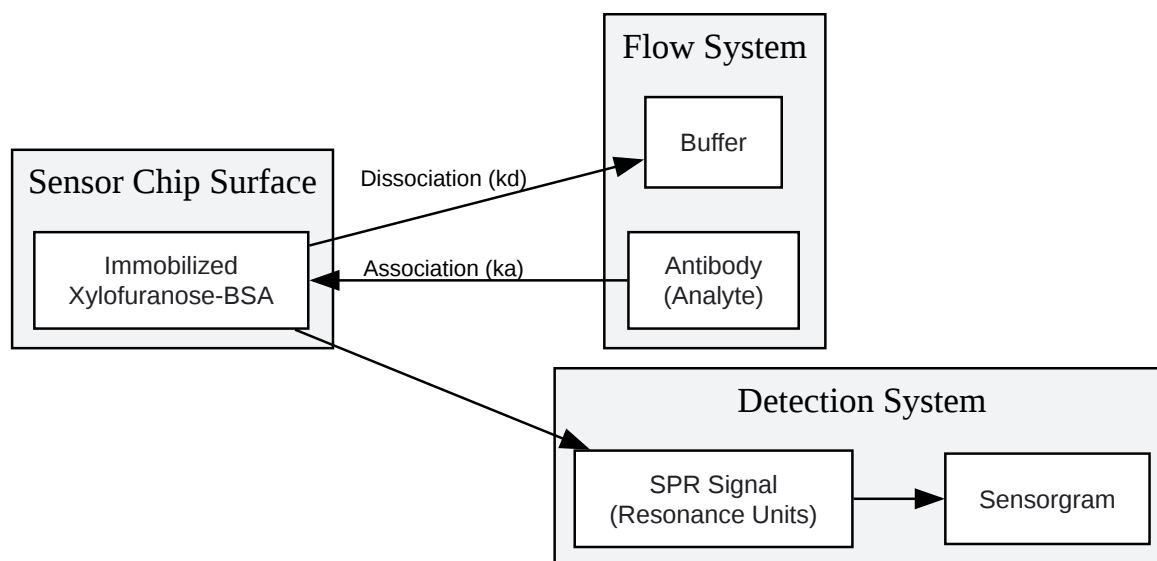 Flow System
Buffer
Sensor Chip Surface
Dissociation (kd)
Immobilized
Xylofuranose-BSA
Association (ka)
Antibody
(Analyte)
Detection System
SPR Signal
(Resonance Units)
Sensorgram